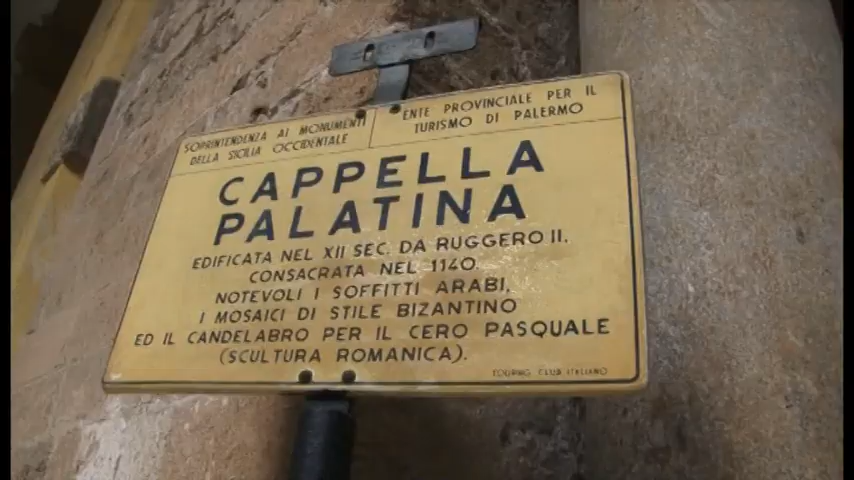 SOPRINTENDENZA AI MONUMENTI
DELLA SICILIA OCCIDENTALE
ENTE PROVINCIALE PER IL
TURISMO DI PALERMO
CAPPELLA
PALATINA
EDIFICATA NEL XII SEC. DA RUGGERO II.
CONSACRATA NEL 1140.
NOTEVOLI I SOFFITTI ARABI,
I MOSAICI DI STILE BIZANTINO
ED IL CANDELABRO PER IL CERO PASQUALE
(SCULTURA ROMANICA).
TOURING CLUB ITALIANO